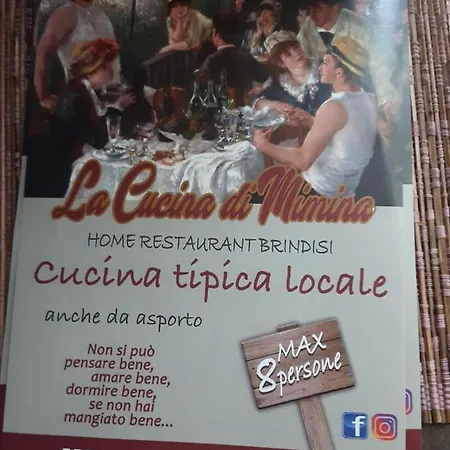 La Cucina di Mimina
HOME RESTAURANT BRINDISI
Cucina tipica locale
anche da asporto
Non si può
pensare bene,
amare bene,
dormire bene,
se non hai
mangiato bene...
MAX
8 persone